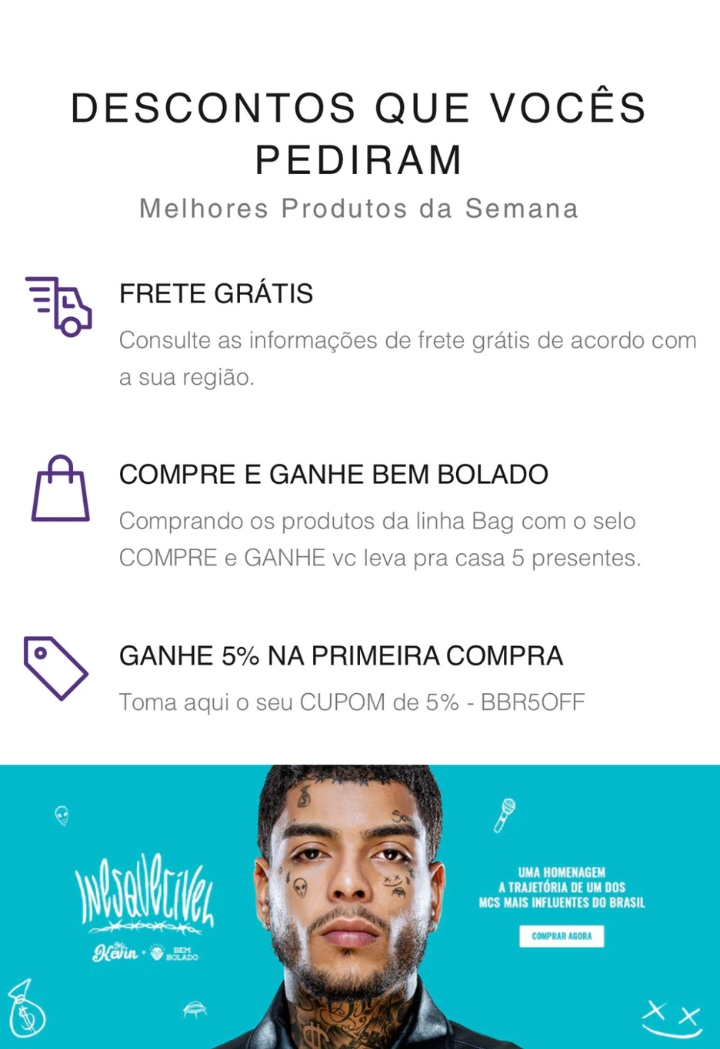 DESCONTOS QUE VOCÊS
PEDIRAM
Melhores Produtos da Semana
FRETE GRÁTIS
Consulte as informações de frete grátis de acordo com
a sua região.
COMPRE E GANHE BEM BOLADO
Comprando os produtos da linha Bag com o selo
COMPRE e GANHE vc leva pra casa 5 presentes.
GANHE 5% NA PRIMEIRA COMPRA
Toma aqui o seu CUPOM de 5% - BBR5OFF
Inesquecível
Mc Kevin + BEM
BOLADO
UMA HOMENAGEM
A TRAJETÓRIA DE UM DOS
MCS MAIS INFLUENTES DO BRASIL
COMPRAR AGORA